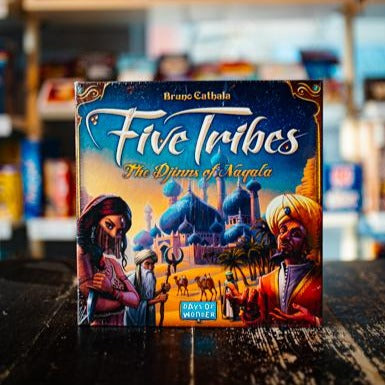 Bruno Cathala
Five Tribes
The Djinns of Naqala
DAYS OF
WONDER